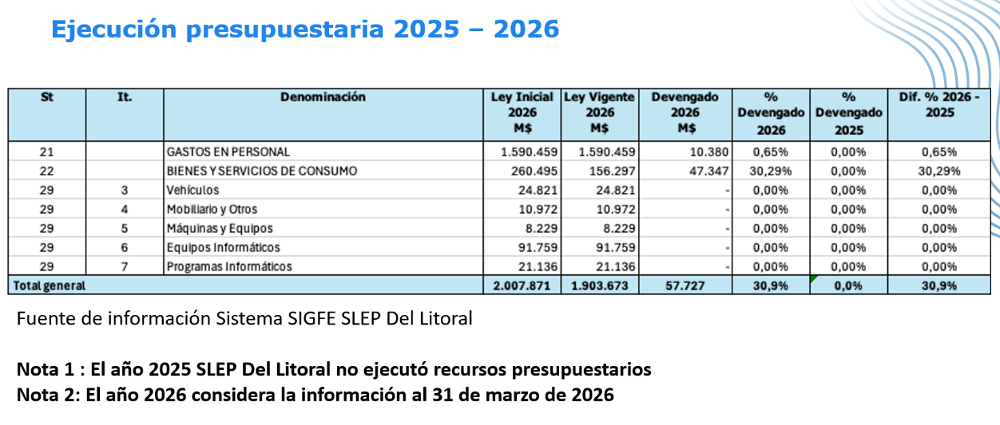 Ejecución presupuestaria 2025 – 2026
St It. Denominación Ley Inicial 2026 M$ Ley Vigente 2026 M$ Devengado 2026 M$ % Devengado 2026 % Devengado 2025 Dif. % 2026 - 2025
21 GASTOS EN PERSONAL 1.590.459 1.590.459 10.380 0,65% 0,00% 0,65%
22 BIENES Y SERVICIOS DE CONSUMO 260.495 156.297 47.347 30,29% 0,00% 30,29%
29 3 Vehículos 24.821 24.821 - 0,00% 0,00% 0,00%
29 4 Mobiliario y Otros 10.972 10.972 - 0,00% 0,00% 0,00%
29 5 Máquinas y Equipos 8.229 8.229 - 0,00% 0,00% 0,00%
29 6 Equipos Informáticos 91.759 91.759 - 0,00% 0,00% 0,00%
29 7 Programas Informáticos 21.136 21.136 - 0,00% 0,00% 0,00%
Total general 2.007.871 1.903.673 57.727 30,9% 0,0% 30,9%
Fuente de información Sistema SIGFE SLEP Del Litoral
Nota 1 : El año 2025 SLEP Del Litoral no ejecutó recursos presupuestarios
Nota 2: El año 2026 considera la información al 31 de marzo de 2026